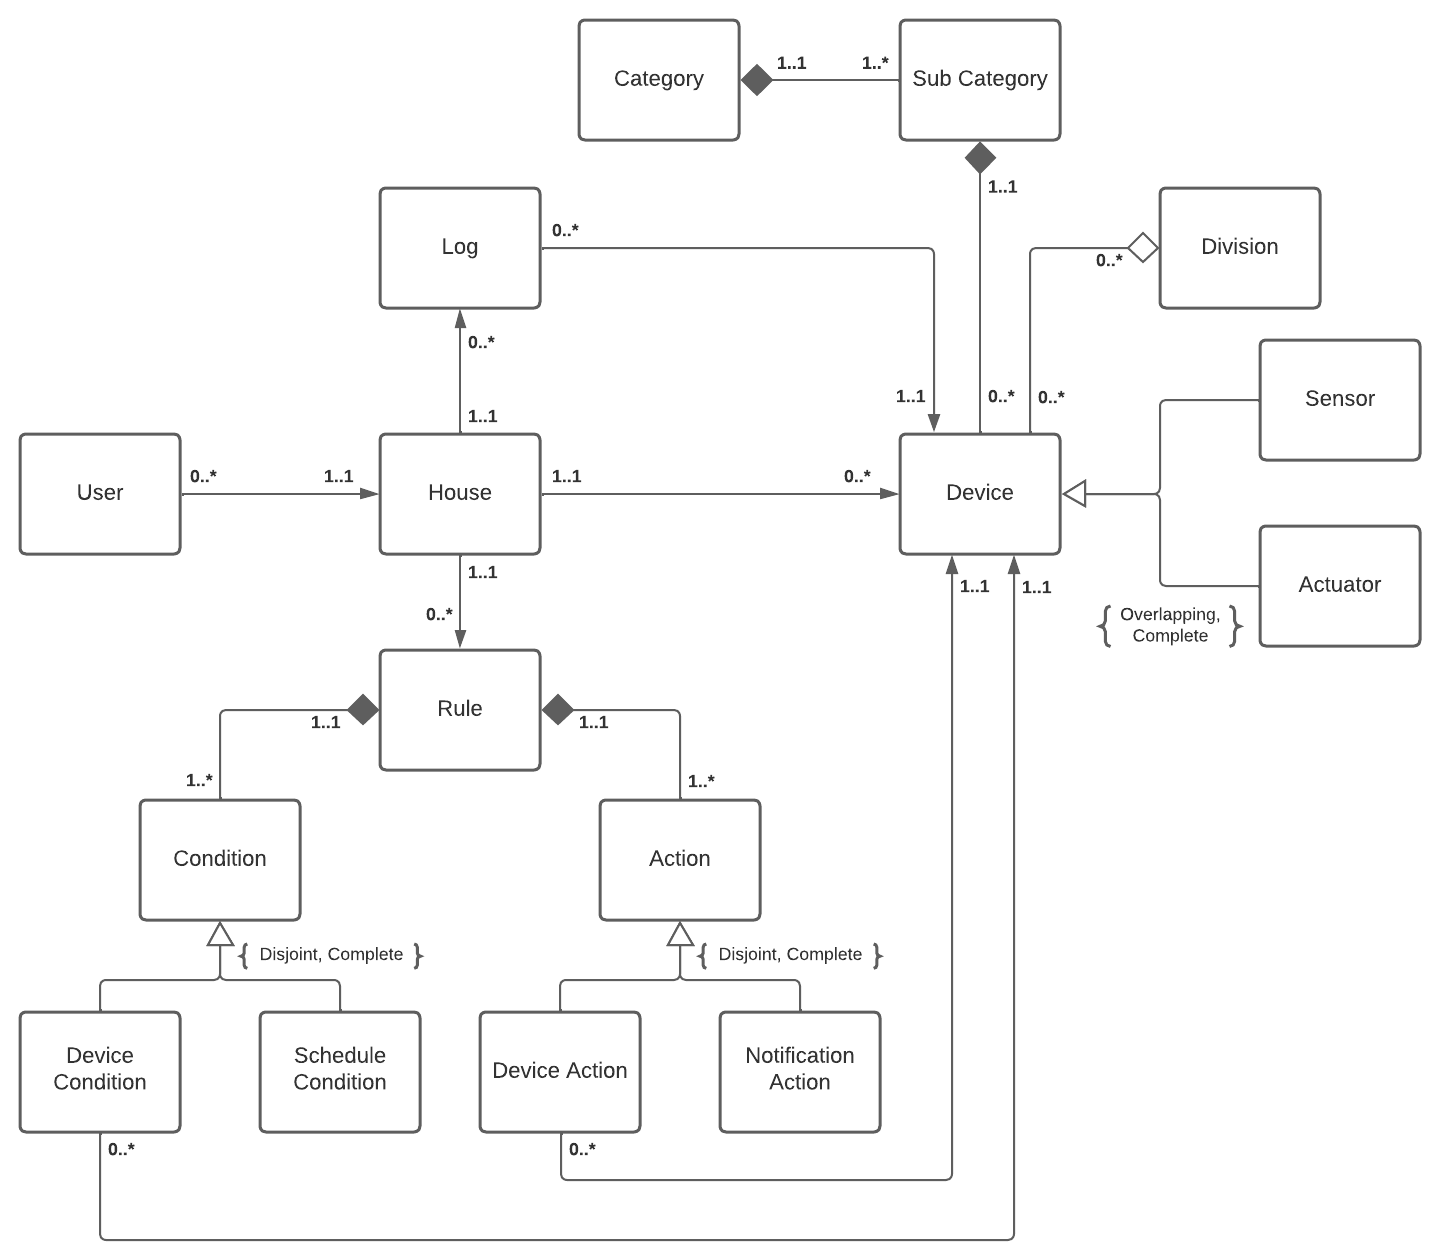 Category
1..1
1..*
Sub Category
1..1
Log
0..*
Division
0..*
0..*
1..1
1..1
0..*
0..*
Sensor
User
0..*
1..1
House
1..1
0..*
Device
1..1
0..*
1..1
1..1
Actuator
{ Overlapping,
Complete }
Rule
1..1
1..1
1..*
1..*
Condition
Action
{ Disjoint, Complete }
{ Disjoint, Complete }
Device
Condition
Schedule
Condition
Device Action
Notification
Action
0..*
0..*